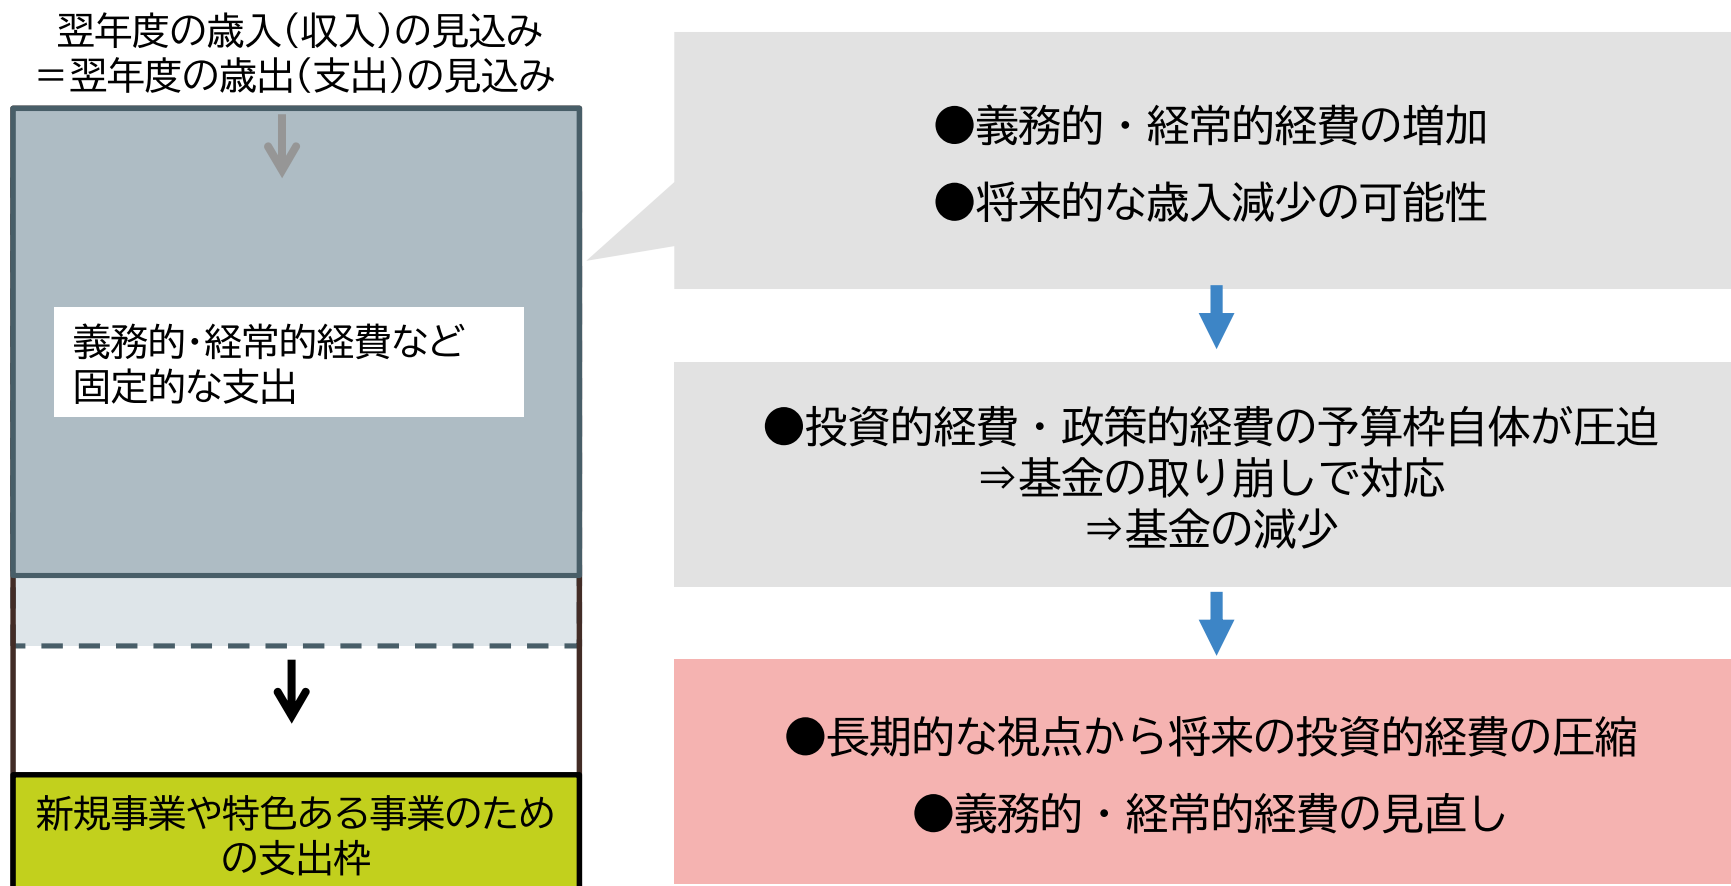 翌年度の歳入(収入)の見込み
=翌年度の歳出(支出)の見込み
義務的・経常的経費など
固定的な支出
新規事業や特色ある事業のため
の支出枠
●義務的・経常的経費の増加
●将来的な歳入減少の可能性
●投資的経費・政策的経費の予算枠自体が圧迫
⇒基金の取り崩しで対応
⇒基金の減少
●長期的な視点から将来の投資的経費の圧縮
●義務的・経常的経費の見直し